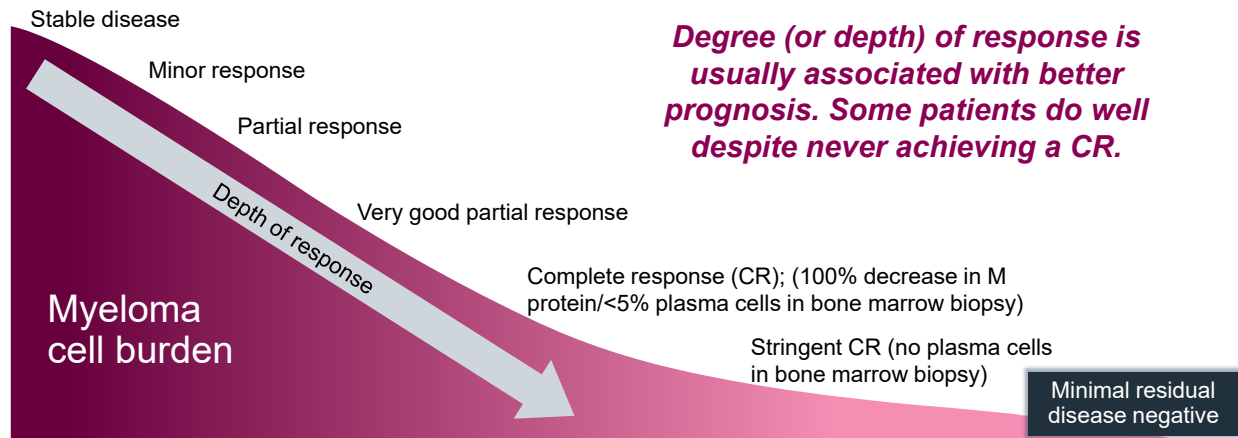 Stable disease
Degree (or depth) of response is
usually associated with better
prognosis. Some patients do well
despite never achieving a CR.
Minor response
Partial response
Very good partial response
Depth of response
Complete response (CR); (100% decrease in M
protein/<5% plasma cells in bone marrow biopsy)
Myeloma
cell burden
Stringent CR (no plasma cells
in bone marrow biopsy)
Minimal residual
disease negative